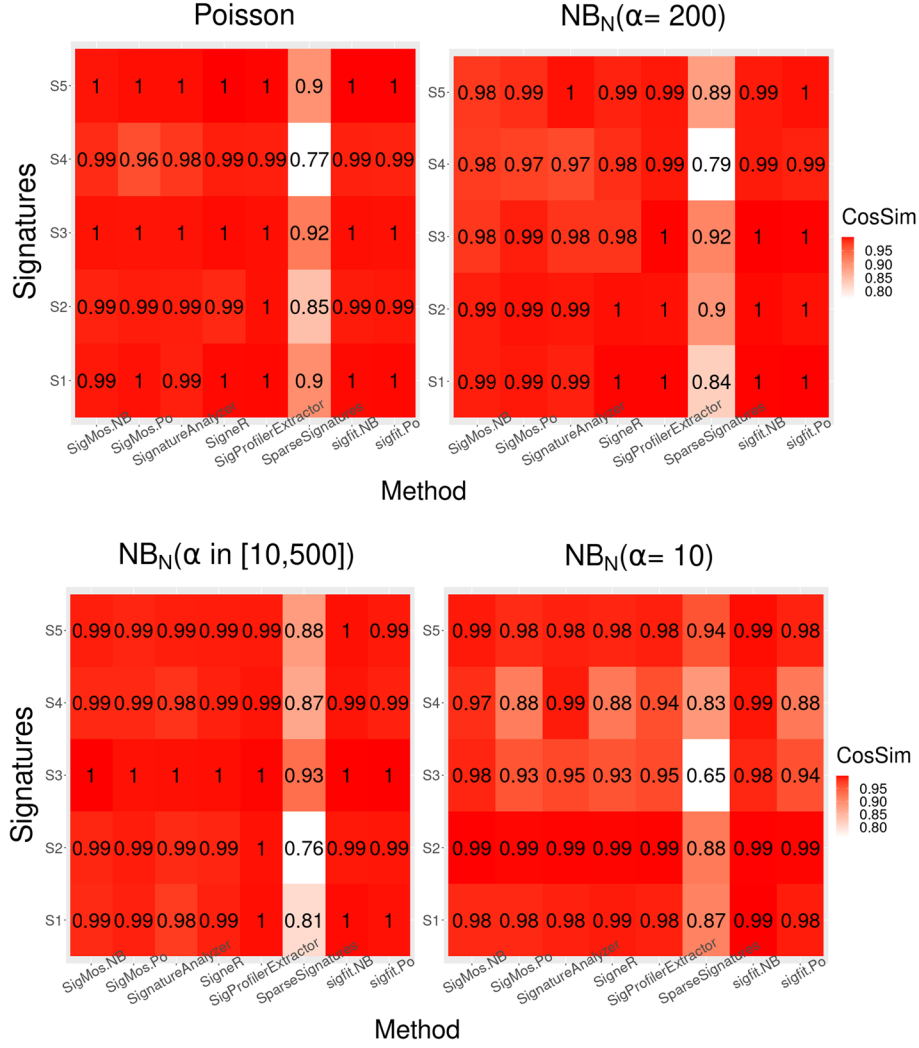 Poisson
NB_N(α= 200)
Signatures
S5 1 1 1 1 1 0.9 1 1
S4 0.99 0.96 0.98 0.99 0.99 0.77 0.99 0.99
S3 1 1 1 1 1 0.92 1 1
S2 0.99 0.99 0.99 0.99 1 0.85 0.99 0.99
S1 0.99 1 0.99 1 1 0.9 1 1
SigMos.NB SigMos.Po SignatureAnalyzer SigneR SigProfilerExtractor SparseSignatures sigfit.NB sigfit.Po
S5 0.98 0.99 1 0.99 0.99 0.89 0.99 1
S4 0.98 0.97 0.97 0.98 0.99 0.79 0.99 0.99
S3 0.98 0.99 0.98 0.98 1 0.92 1 1
S2 0.99 0.99 0.99 1 1 0.9 1 1
S1 0.99 0.99 0.99 1 1 0.84 1 1
SigMos.NB SigMos.Po SignatureAnalyzer SigneR SigProfilerExtractor SparseSignatures sigfit.NB sigfit.Po
CosSim
0.95
0.90
0.85
0.80
Method
NB_N(α in [10,500])
NB_N(α= 10)
Signatures
S5 0.99 0.99 0.99 0.99 0.99 0.88 1 0.99
S4 0.99 0.99 0.98 0.99 0.99 0.87 0.99 0.99
S3 1 1 1 1 1 0.93 1 1
S2 0.99 0.99 0.99 0.99 1 0.76 0.99 0.99
S1 0.99 0.99 0.98 0.99 1 0.81 1 1
SigMos.NB SigMos.Po SignatureAnalyzer SigneR SigProfilerExtractor SparseSignatures sigfit.NB sigfit.Po
S5 0.99 0.98 0.98 0.98 0.98 0.94 0.99 0.98
S4 0.97 0.88 0.99 0.88 0.94 0.83 0.99 0.88
S3 0.98 0.93 0.95 0.93 0.95 0.65 0.98 0.94
S2 0.99 0.99 0.99 0.99 0.99 0.88 0.99 0.99
S1 0.98 0.98 0.98 0.99 0.98 0.87 0.99 0.98
SigMos.NB SigMos.Po SignatureAnalyzer SigneR SigProfilerExtractor SparseSignatures sigfit.NB sigfit.Po
CosSim
0.95
0.90
0.85
0.80
Method